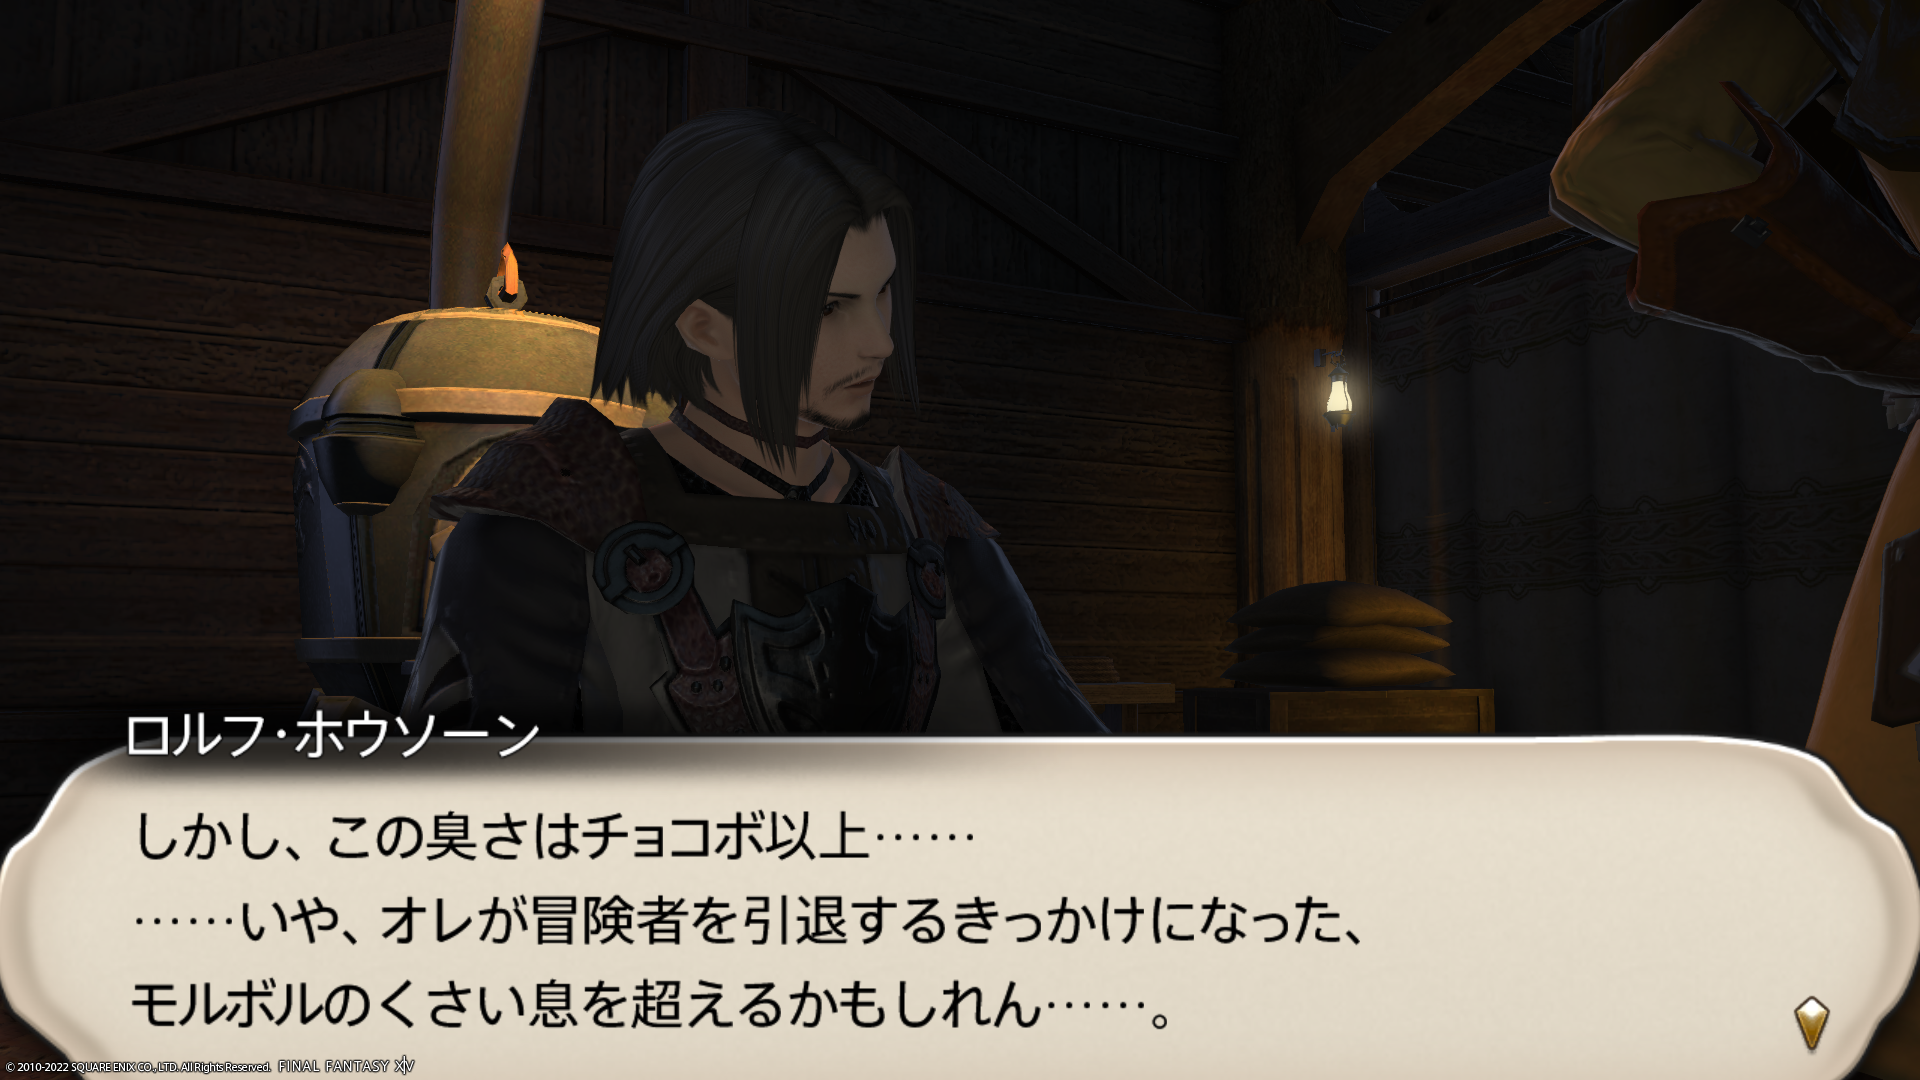 ロルフ・ホウソーン
しかし、この臭さはチョコボ以上……
……いや、オレが冒険者を引退するきっかけになった、
モルボルのくさい息を超えるかもしれん……。
© 2010-2022 SQUARE ENIX CO., LTD. All Rights Reserved. FINAL FANTASY XIV